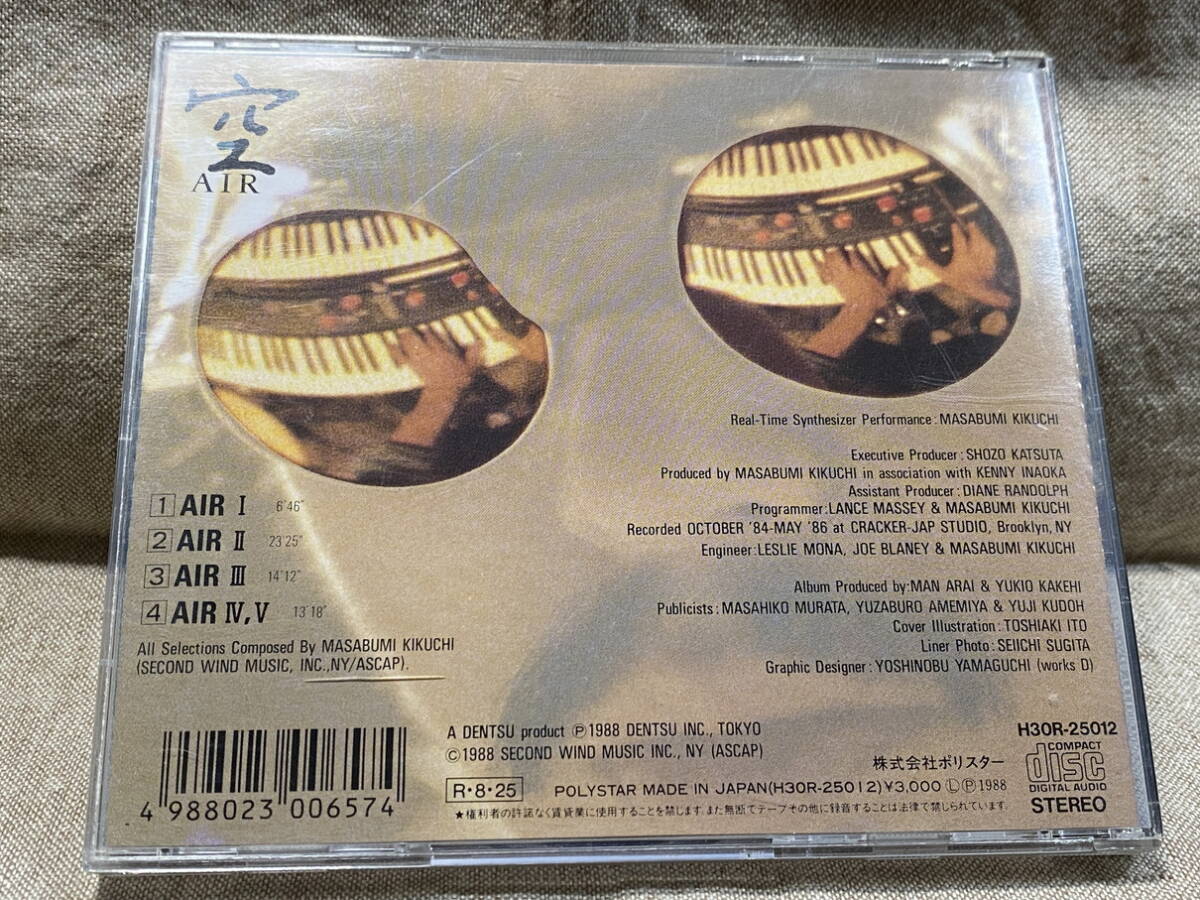 空
AIR
1 AIR I 6'46"
2 AIR II 23'25"
3 AIR III 14'12"
4 AIR IV, V 13'18"
All Selections Composed By MASABUMI KIKUCHI
(SECOND WIND MUSIC, INC.,NY/ASCAP).
Real-Time Synthesizer Performance : MASABUMI KIKUCHI
Executive Producer : SHOZO KATSUTA
Produced by MASABUMI KIKUCHI in association with KENNY INAOKA
Assistant Producer : DIANE RANDOLPH
Programmer : LANCE MASSEY & MASABUMI KIKUCHI
Recorded OCTOBER '84-MAY '86 at CRACKER-JAP STUDIO, Brooklyn, NY
Engineer : LESLIE MONA, JOE BLANEY & MASABUMI KIKUCHI
Album Produced by : MAN ARAI & YUKIO KAKEHI
Publicists : MASAHIKO MURATA, YUZABURO AMEMIYA & YUJI KUDOH
Cover Illustration : TOSHIAKI ITO
Liner Photo : SEIICHI SUGITA
Graphic Designer : YOSHINOBU YAMAGUCHI (works D)
4 988023 006574
A DENTSU product Ⓟ1988 DENTSU INC., TOKYO
©1988 SECOND WIND MUSIC INC., NY (ASCAP)
株式会社ポリスター
R・8・25
POLYSTAR MADE IN JAPAN(H30R-25012)¥3,000 ⓁⓅ1988
★権利者の許諾なく賃貸業に使用することを禁じます。また無断でテープその他に録音することは法律で禁じられています。
H30R-25012
COMPACT
disc
DIGITAL AUDIO
STEREO